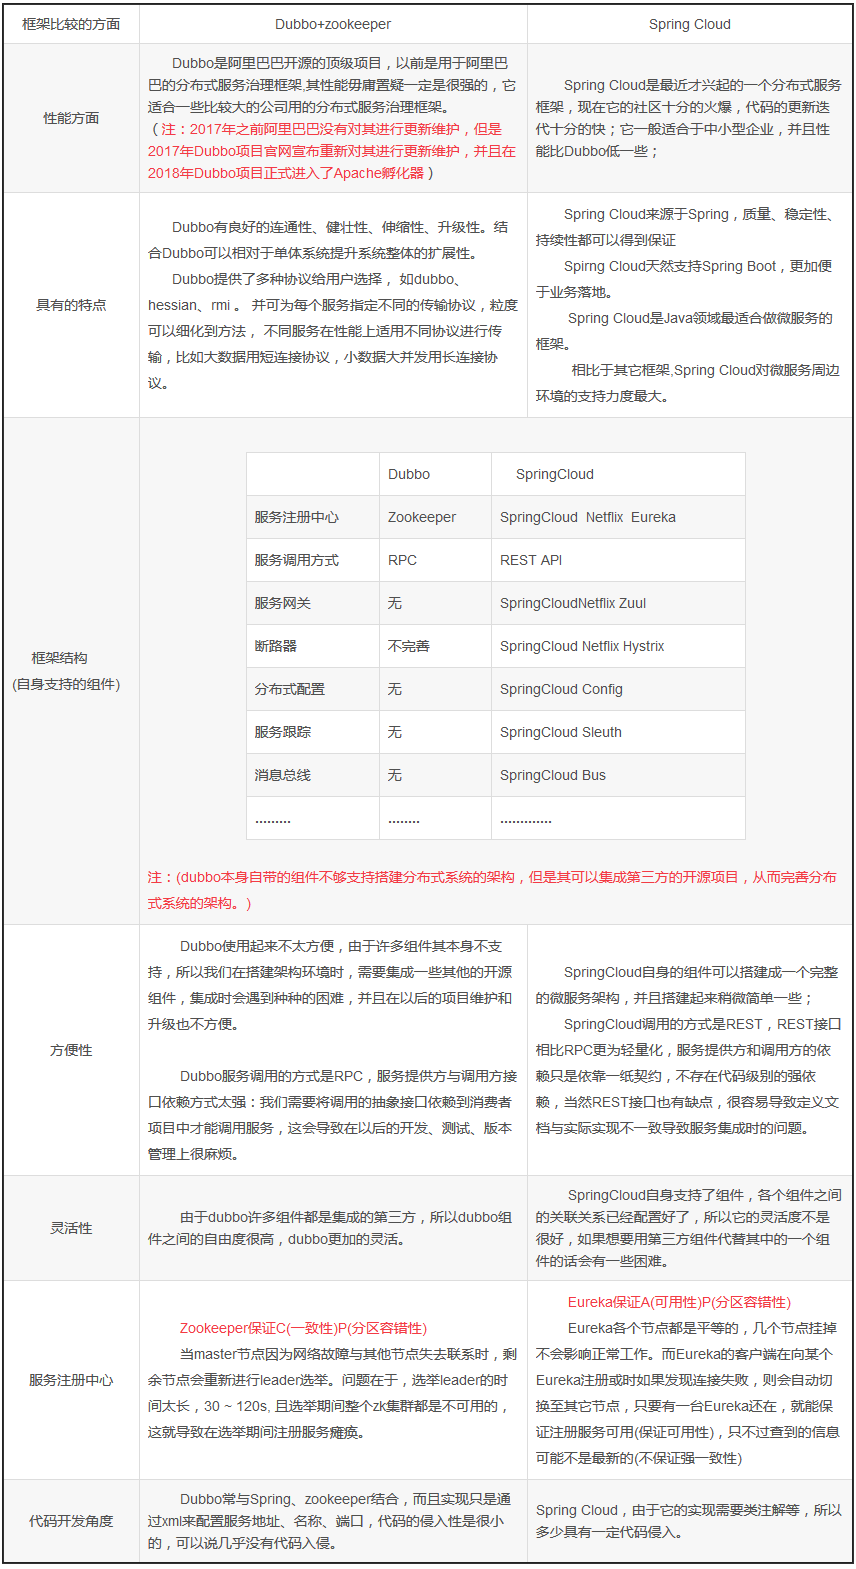 框架比较的方面 Dubbo+zookeeper Spring Cloud
性能方面
Dubbo是阿里巴巴开源的顶级项目，以前是用于阿里巴
巴的分布式服务治理框架,其性能毋庸置疑一定是很强的，它
适合一些比较大的公司用的分布式服务治理框架。
（注：2017年之前阿里巴巴没有对其进行更新维护，但是
2017年Dubbo项目官网宣布重新对其进行更新维护，并且在
2018年Dubbo项目正式进入了Apache孵化器）
Spring Cloud是最近才兴起的一个分布式服务
框架，现在它的社区十分的火爆，代码的更新迭
代十分的快；它一般适合于中小型企业，并且性
能比Dubbo低一些；
具有的特点
Dubbo有良好的连通性、健壮性、伸缩性、升级性。结
合Dubbo可以相对于单体系统提升系统整体的扩展性。
Dubbo提供了多种协议给用户选择， 如dubbo、
hessian、rmi 。 并可为每个服务指定不同的传输协议，粒度
可以细化到方法， 不同服务在性能上适用不同协议进行传
输，比如大数据用短连接协议，小数据大并发用长连接协
议。
Spring Cloud来源于Spring，质量、稳定性、
持续性都可以得到保证
Spirng Cloud天然支持Spring Boot，更加便
于业务落地。
Spring Cloud是Java领域最适合做微服务的
框架。
相比于其它框架,Spring Cloud对微服务周边
环境的支持力度最大。
框架结构
(自身支持的组件)
Dubbo SpringCloud
服务注册中心 Zookeeper SpringCloud Netflix Eureka
服务调用方式 RPC REST API
服务网关 无 SpringCloudNetflix Zuul
断路器 不完善 SpringCloud Netflix Hystrix
分布式配置 无 SpringCloud Config
服务跟踪 无 SpringCloud Sleuth
消息总线 无 SpringCloud Bus
......... ........ .............
注：(dubbo本身自带的组件不够支持搭建分布式系统的架构，但是其可以集成第三方的开源项目，从而完善分布
式系统的架构。)
方便性
Dubbo使用起来不太方便，由于许多组件其本身不支
持，所以我们在搭建架构环境时，需要集成一些其他的开源
组件，集成时会遇到种种的困难，并且在以后的项目维护和
升级也不方便。
Dubbo服务调用的方式是RPC，服务提供方与调用方接
口依赖方式太强：我们需要将调用的抽象接口依赖到消费者
项目中才能调用服务，这会导致在以后的开发、测试、版本
管理上很麻烦。
SpringCloud自身的组件可以搭建成一个完整
的微服务架构，并且搭建起来稍微简单一些；
SpringCloud调用的方式是REST，REST接口
相比RPC更为轻量化，服务提供方和调用方的依
赖只是依靠一纸契约，不存在代码级别的强依
赖，当然REST接口也有缺点，很容易导致定义文
档与实际实现不一致导致服务集成时的问题。
灵活性
由于dubbo许多组件都是集成的第三方，所以dubbo组
件之间的自由度很高，dubbo更加的灵活。
SpringCloud自身支持了组件，各个组件之间
的关联关系已经配置好了，所以它的灵活度不是
很好，如果想要用第三方组件代替其中的一个组
件的话会有一些困难。
服务注册中心
Zookeeper保证C(一致性)P(分区容错性)
当master节点因为网络故障与其他节点失去联系时，剩
余节点会重新进行leader选举。问题在于，选举leader的时
间太长，30 ~ 120s, 且选举期间整个zk集群都是不可用的，
这就导致在选举期间注册服务瘫痪。
Eureka保证A(可用性)P(分区容错性)
Eureka各个节点都是平等的，几个节点挂掉
不会影响正常工作。而Eureka的客户端在向某个
Eureka注册或时如果发现连接失败，则会自动切
换至其它节点，只要有一台Eureka还在，就能保
证注册服务可用(保证可用性)，只不过查到的信息
可能不是最新的(不保证强一致性)
代码开发角度
Dubbo常与Spring、zookeeper结合，而且实现只是通
过xml来配置服务地址、名称、端口，代码的侵入性是很小
的，可以说几乎没有代码入侵。
Spring Cloud，由于它的实现需要类注解等，所以
多少具有一定代码侵入。